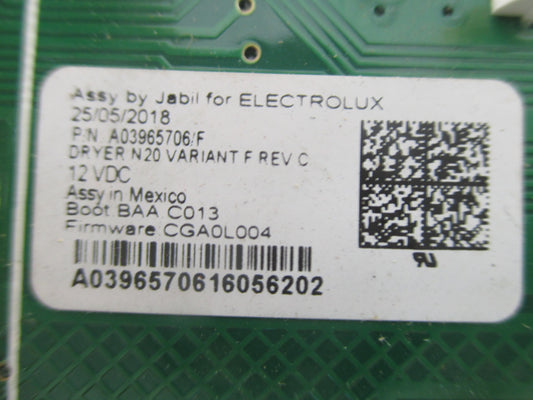 Assy by Jabil for ELECTROLUX
25/05/2018
P/N A03965706/F
DRYER N20 VARIANT F REV C
12 VDC
Assy in Mexico
Boot BAA C013
Firmware CGA0L004
A0396570616056202